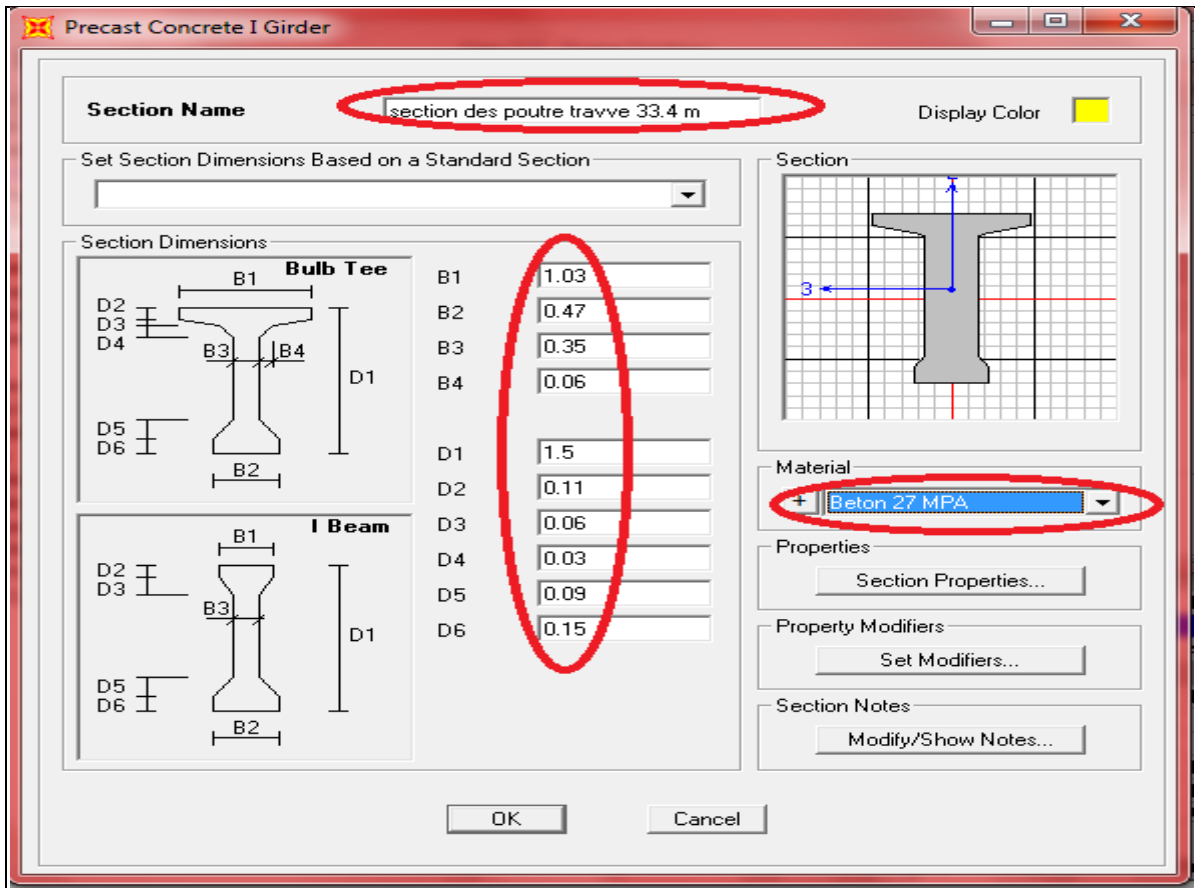 Precast Concrete I Girder
Section Name section des poutre travve 33.4 m Display Color
Set Section Dimensions Based on a Standard Section
Section Dimensions
Bulb Tee
B1
D2
D3
D4
B3
B4
D1
D5
D6
B2
I Beam
B1
D2
D3
B3
D1
D5
D6
B2
B1 1.03
B2 0.47
B3 0.35
B4 0.06
D1 1.5
D2 0.11
D3 0.06
D4 0.03
D5 0.09
D6 0.15
Section
3
Material
+ Beton 27 MPA
Properties
Section Properties...
Property Modifiers
Set Modifiers...
Section Notes
Modify/Show Notes...
OK Cancel